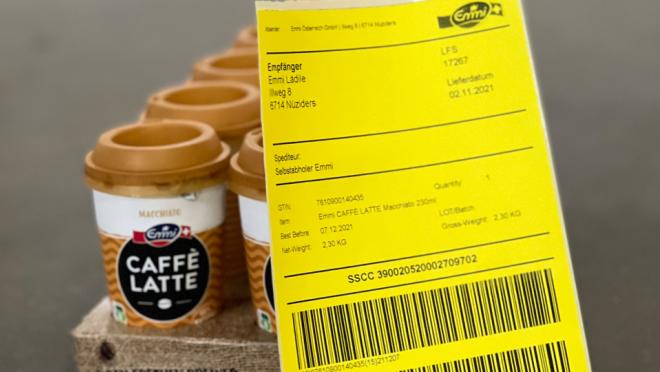 Emmi Österreich GmbH | Illweg 8 | 6714 Nüziders
Emmi
Empfänger
Emmi Lädile
Illweg 8
6714 Nüziders
LFS
17267
Lieferdatum
02.11.2021
Spediteur:
Selbstabholer Emmi
GTIN: 7610900140435
Quantity: 1
Item Emmi CAFFÈ LATTE Macchiato 230ml
Best Before: 07.12.2021
LOT/Batch:
Net-Weight: 2,30 KG
Gross-Weight: 2,30 KG
SSCC 390020520002709702
7610900140435(15)211207
MACCHIATO
Emmi
CAFFÈ
LATTE